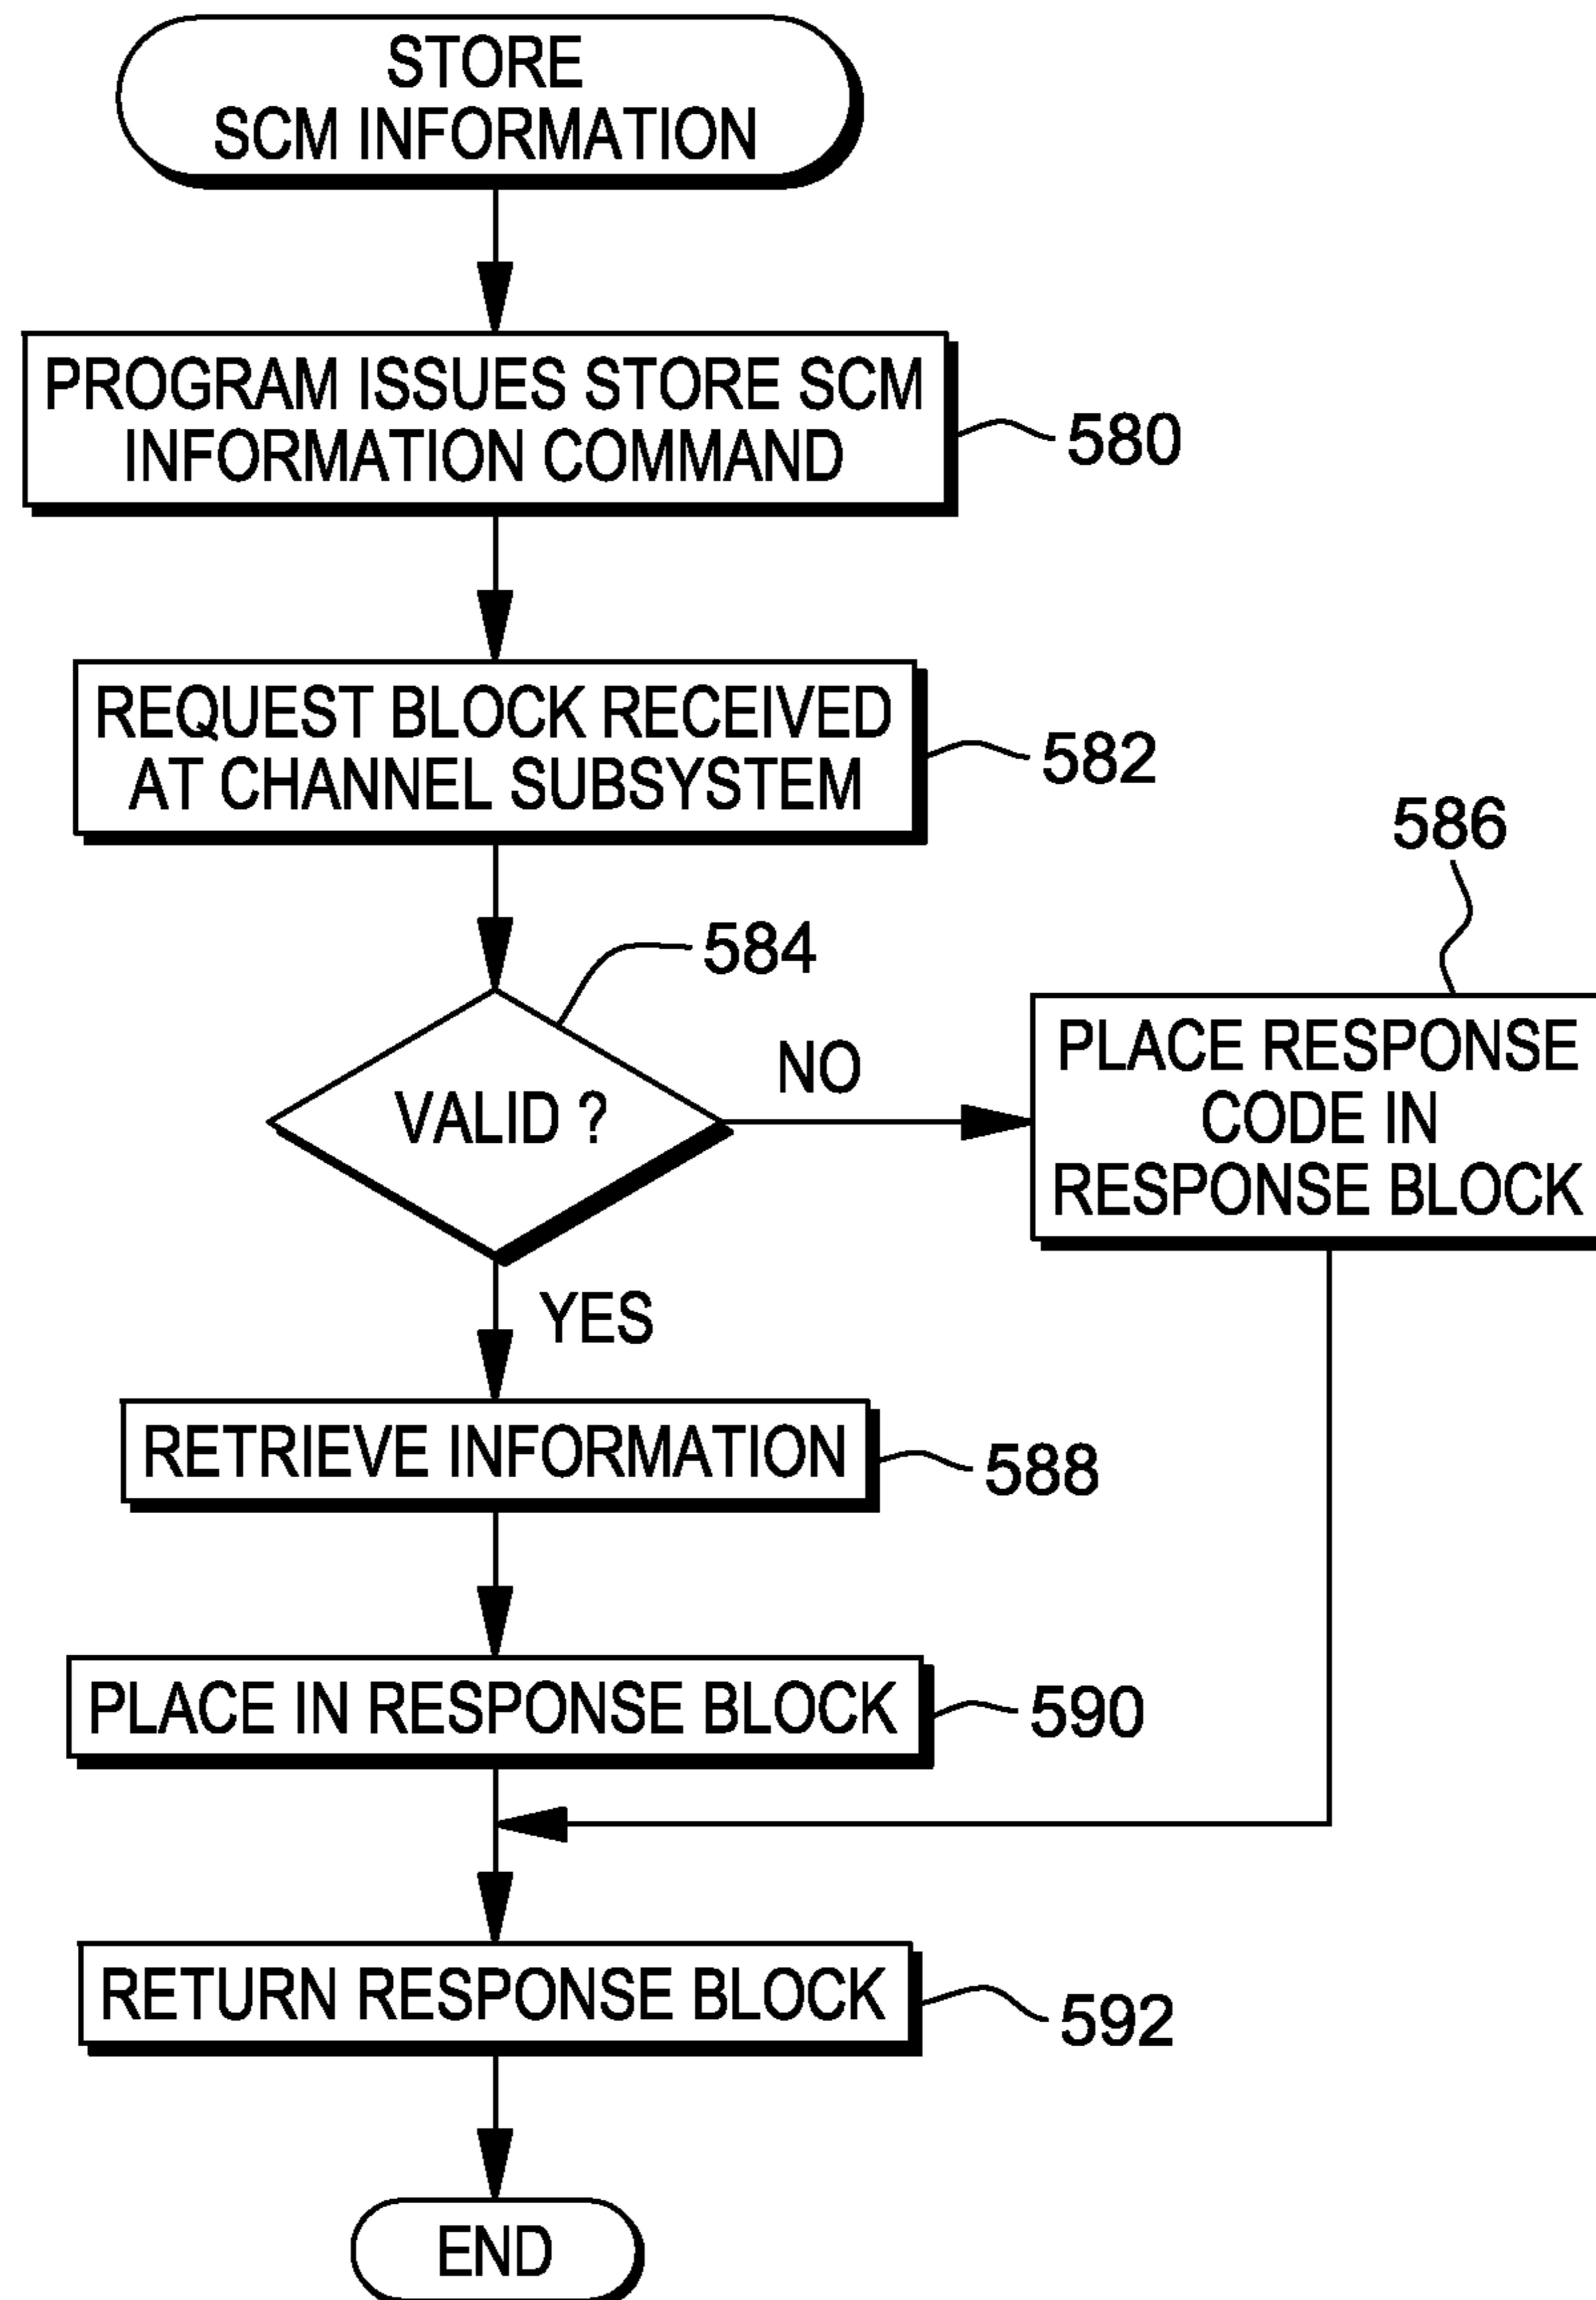 STORE
SCM INFORMATION
PROGRAM ISSUES STORE SCM
INFORMATION COMMAND
580
REQUEST BLOCK RECEIVED
AT CHANNEL SUBSYSTEM
582
584
586
VALID ?
NO
PLACE RESPONSE
CODE IN
RESPONSE BLOCK
YES
RETRIEVE INFORMATION
588
PLACE IN RESPONSE BLOCK
590
RETURN RESPONSE BLOCK
592
END